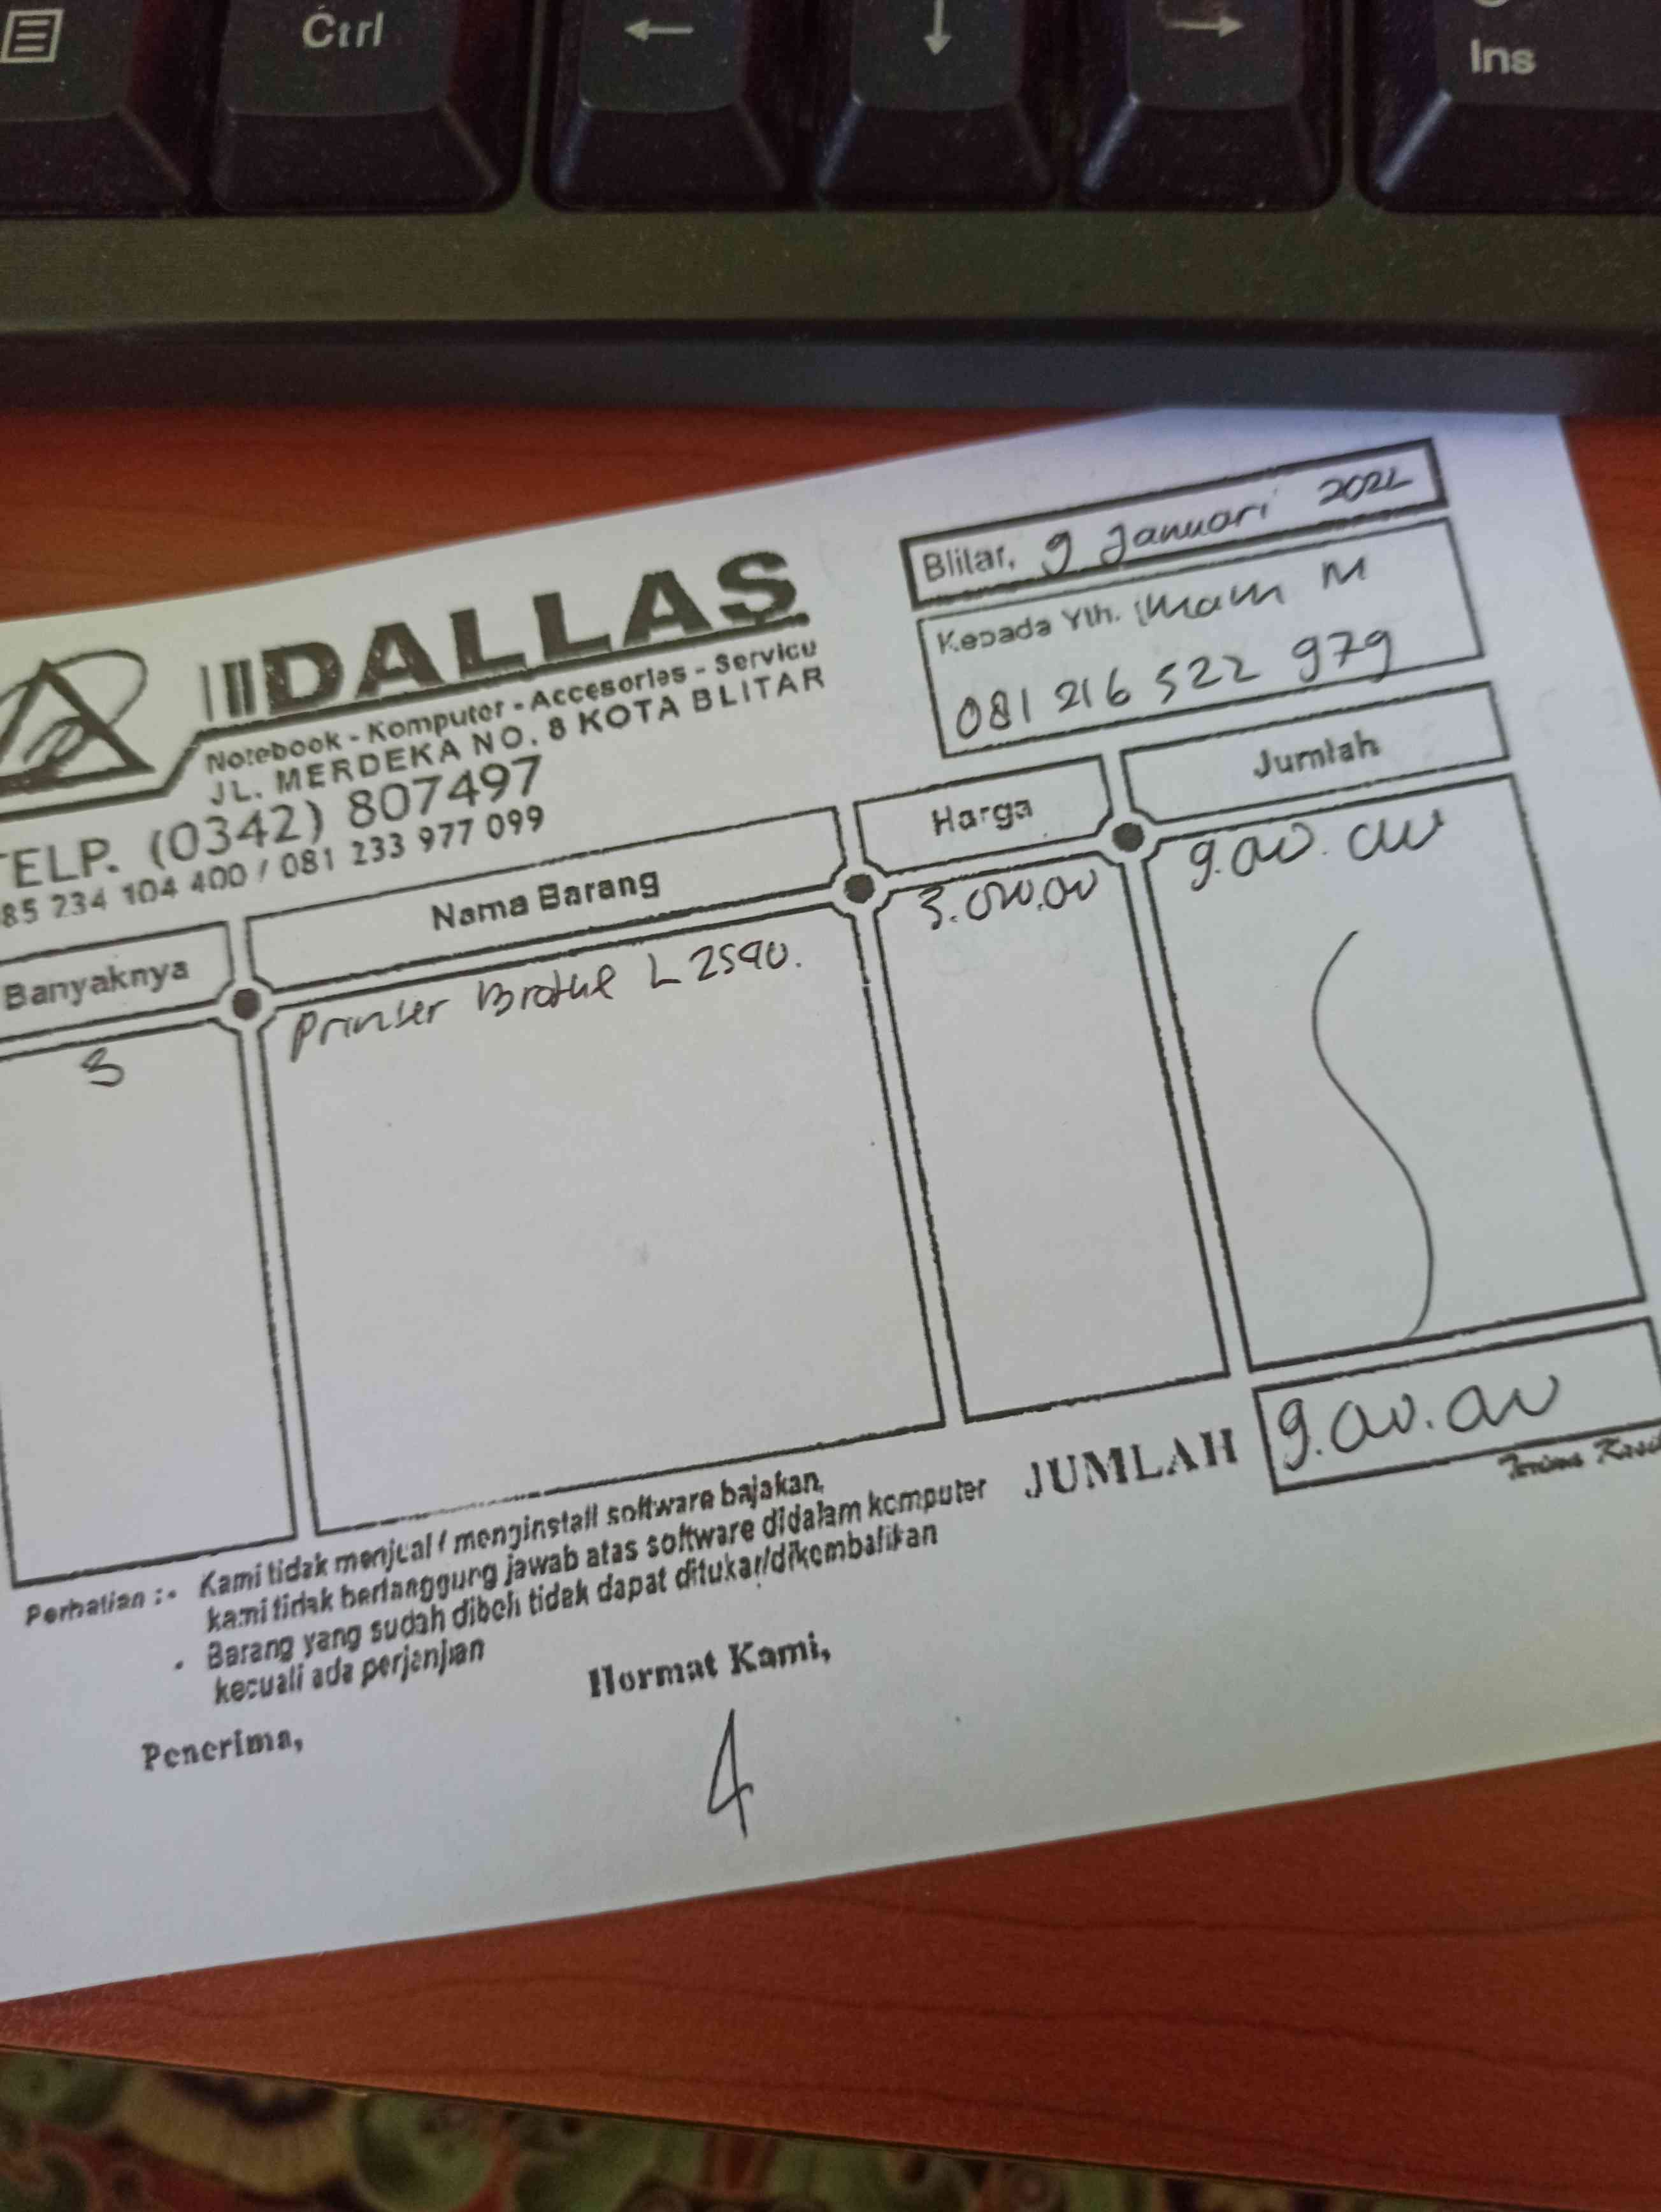 Ctrl
Ins
Blitar, 9 Januari 2022
Kepada Yth. Imam M
081 216 522 979
DALLAS
Notebook - Komputer - Accesories - Service
JL. MERDEKA NO. 8 KOTA BLITAR
TELP. (0342) 807497
85 234 104 400 / 081 233 977 099
Banyaknya Nama Barang Harga Jumlah
3 Printer Brother L 2540. 3.000.000 9.000.000
JUMLAH 9.000.000
Terima Kasih
Perhatian :- Kami tidak menjual / menginstall software bajakan,
kami tidak bertanggung jawab atas software didalam komputer
- Barang yang sudah dibeli tidak dapat ditukar/dikembalikan
kecuali ada perjanjian
Penerima, Hormat Kami,